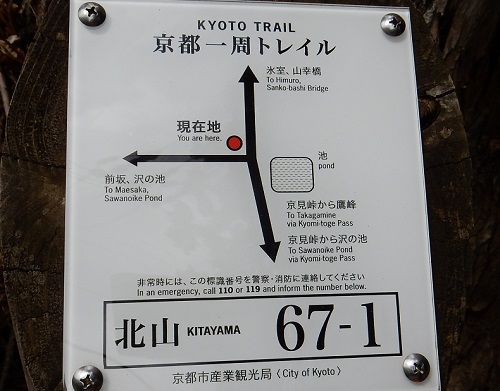 KYOTO TRAIL
京都一周トレイル
氷室、山幸橋
To Himuro,
Sanko-bashi Bridge
現在地
You are here.
池
pond
前坂、沢の池
To Maesaka,
Sawanoike Pond
京見峠から鷹峰
To Takagamine
via Kyomi-toge Pass
京見峠から沢の池
To Sawanoike Pond
via Kyomi-toge Pass
非常時には、この標識番号を警察・消防に連絡してください
In an emergency, call 110 or 119 and inform the number below.
北山 KITAYAMA 67-1
京都市産業観光局〈City of Kyoto〉